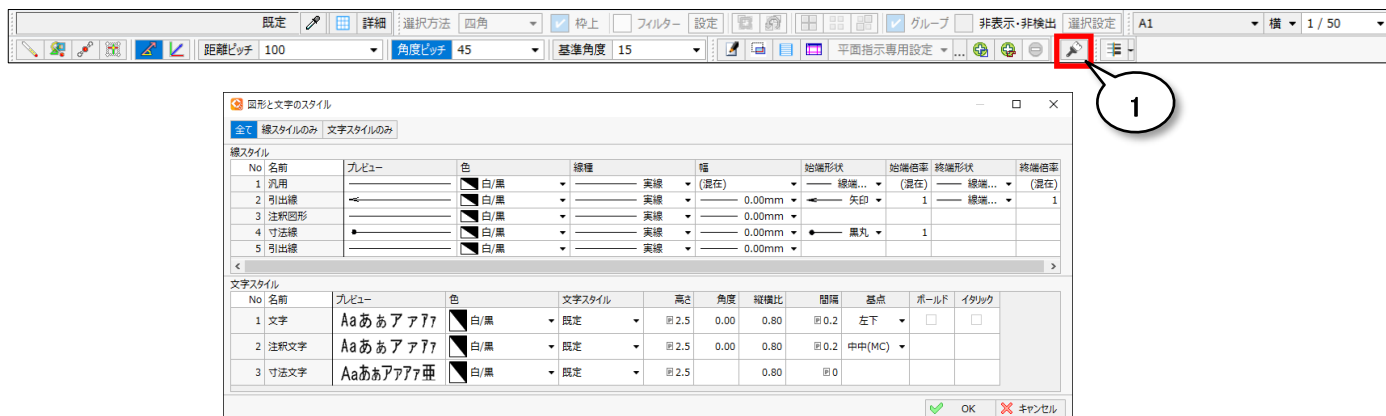 既定 詳細 選択方法 四角 枠上 フィルター 設定 グループ 非表示・非検出 選択設定 A1 横 1 / 50
距離ピッチ 100 角度ピッチ 45 基準角度 15 平面指示専用設定 ...
1
図形と文字のスタイル
全て 線スタイルのみ 文字スタイルのみ
線スタイル
No 名前 プレビュー 色 線種 幅 始端形状 始端倍率 終端形状 終端倍率
1 汎用 白/黒 実線 (混在) 線端... (混在) 線端... (混在)
2 引出線 白/黒 実線 0.00mm 矢印 1 線端... 1
3 注釈図形 白/黒 実線 0.00mm
4 寸法線 白/黒 実線 0.00mm 黒丸 1
5 引出線 白/黒 実線 0.00mm
文字スタイル
No 名前 プレビュー 色 文字スタイル 高さ 角度 縦横比 間隔 基点 ボールド イタリック
1 文字 Aaあぁアァｱｧ 白/黒 既定 P 2.5 0.00 0.80 P 0.2 左下
2 注釈文字 Aaあぁアァｱｧ 白/黒 既定 P 2.5 0.00 0.80 P 0.2 中中(MC)
3 寸法文字 Aaあぁアァｱｧ亜 白/黒 既定 P 2.5 0.80 P 0
OK キャンセル